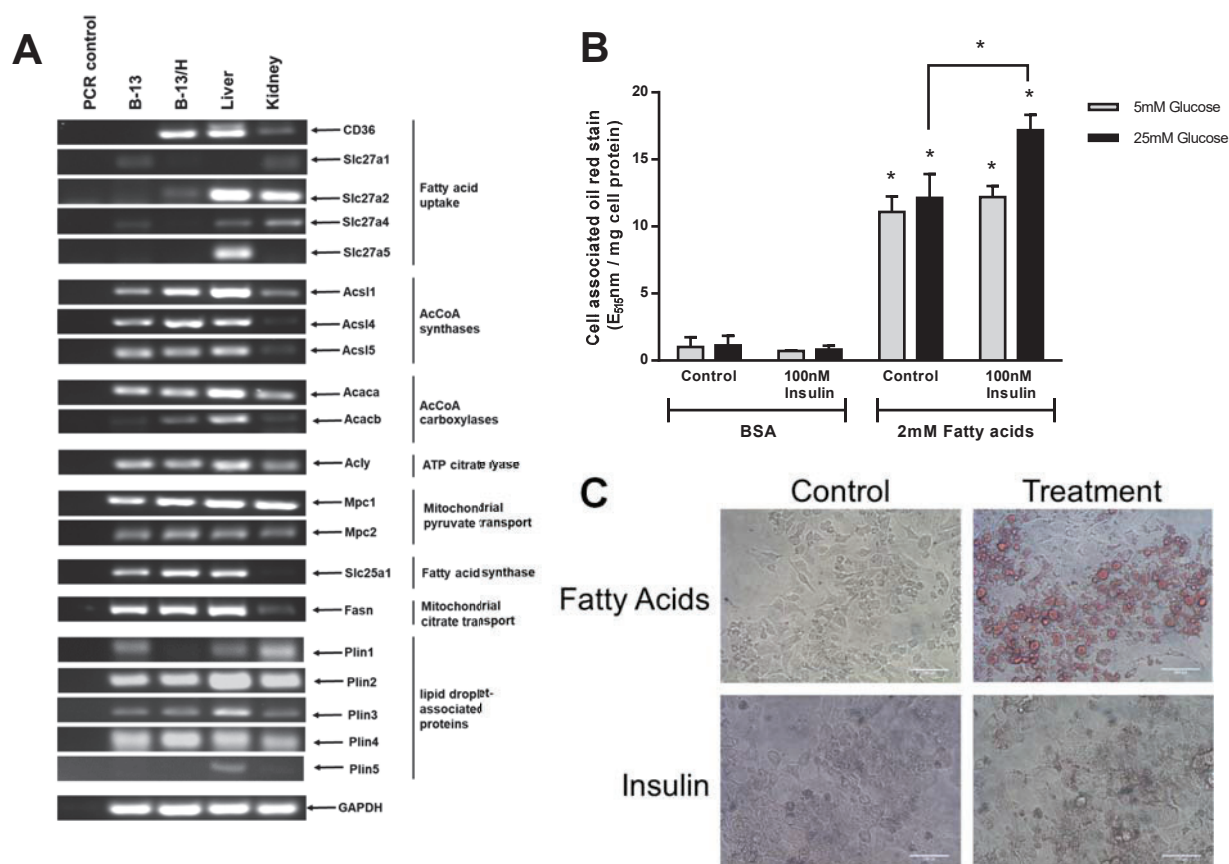 A
PCR control
B-13
B-13/H
Liver
Kidney
CD36
Slc27a1
Slc27a2
Slc27a4
Slc27a5
Fatty acid
uptake
Acsl1
Acsl4
Acsl5
AcCoA
synthases
Acaca
Acacb
AcCoA
carboxylases
Acly
ATP citrate lyase
Mpc1
Mpc2
Mitochondrial
pyruvate transport
Slc25a1
Fatty acid synthase
Fasn
Mitochondrial
citrate transport
Plin1
Plin2
Plin3
Plin4
Plin5
lipid droplet-
associated
proteins
GAPDH
B
Cell associated oil red stain
(E515nm / mg cell protein)
20
15
10
5
0
*
*
*
*
*
5mM Glucose
25mM Glucose
Control
100nM
Insulin
Control
100nM
Insulin
BSA
2mM Fatty acids
C
Control
Treatment
Fatty Acids
Insulin